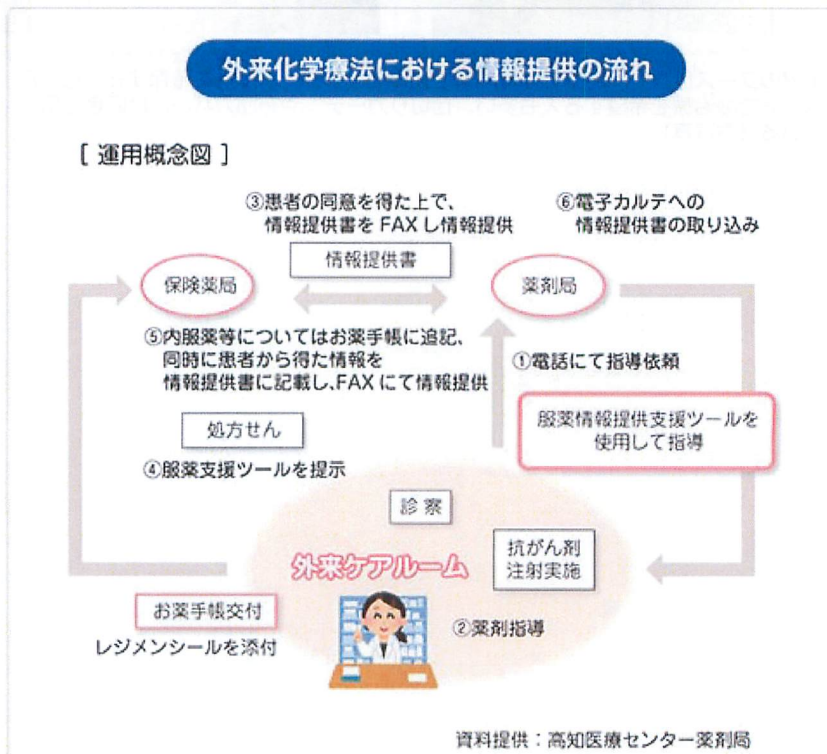 外来化学療法における情報提供の流れ
[ 運用概念図 ]
③患者の同意を得た上で、
情報提供書を FAX し情報提供
⑥電子カルテへの
情報提供書の取り込み
情報提供書
保険薬局
薬剤局
⑤内服薬等についてはお薬手帳に追記、
同時に患者から得た情報を
情報提供書に記載し、FAX にて情報提供
①電話にて指導依頼
服薬情報提供支援ツールを
使用して指導
処方せん
④服薬支援ツールを提示
診 察
外来ケアルーム
抗がん剤
注射実施
お薬手帳交付
レジメンシールを添付
②薬剤指導
資料提供：高知医療センター薬剤局